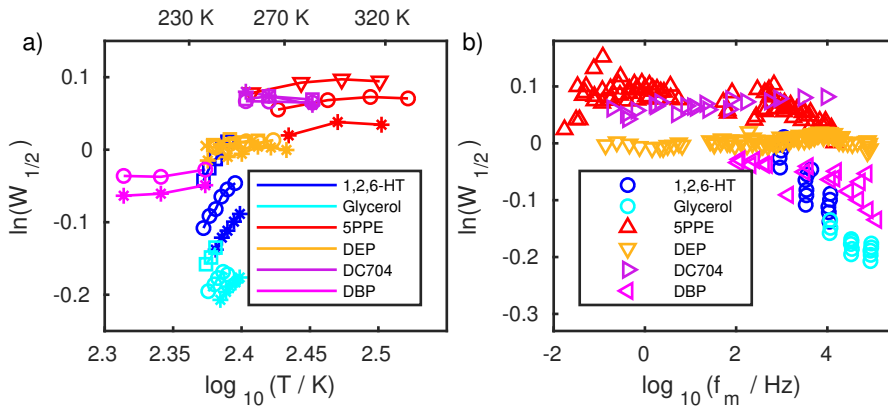 230 K 270 K 320 K
a)
0.1
0
-0.1
-0.2
ln(W 1/2)
1,2,6-HT
Glycerol
5PPE
DEP
DC704
DBP
2.3 2.35 2.4 2.45 2.5
log 10 (T / K)
b)
0.1
0
-0.1
-0.2
-0.3
ln(W 1/2)
1,2,6-HT
Glycerol
5PPE
DEP
DC704
DBP
-2 0 2 4
log 10 (f m / Hz)